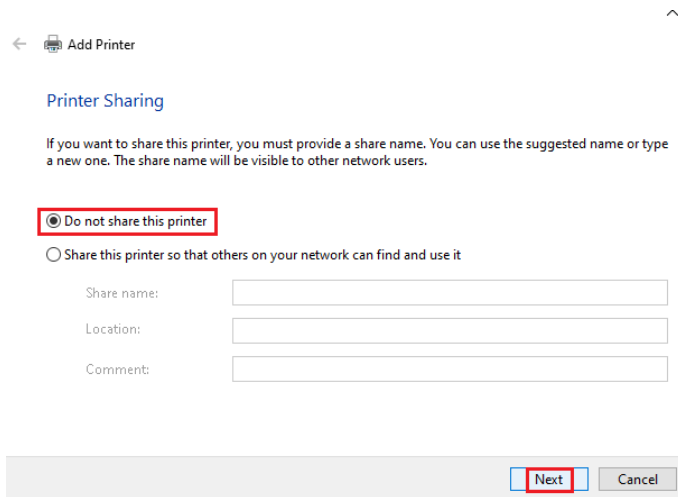 Add Printer
Printer Sharing
If you want to share this printer, you must provide a share name. You can use the suggested name or type
a new one. The share name will be visible to other network users.
Do not share this printer
Share this printer so that others on your network can find and use it
Share name:
Location:
Comment:
Next
Cancel